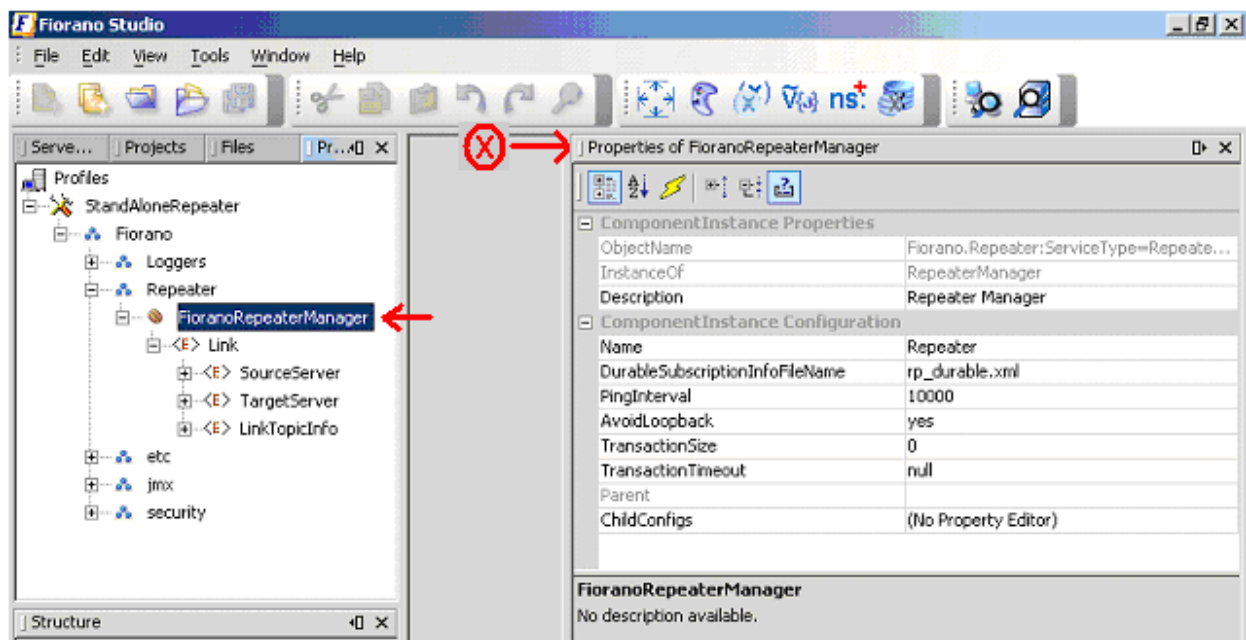 Fiorano Studio
File Edit View Tools Window Help
ns:
Serve... Projects Files Pr...
X
Properties of FioranoRepeaterManager
Profiles
StandAloneRepeater
Fiorano
Loggers
Repeater
FioranoRepeaterManager
<E> Link
<E> SourceServer
<E> TargetServer
<E> LinkTopicInfo
etc
jmx
security
Structure
ComponentInstance Properties
ObjectName Fiorano.Repeater:ServiceType=Repeate...
InstanceOf RepeaterManager
Description Repeater Manager
ComponentInstance Configuration
Name Repeater
DurableSubscriptionInfoFileName rp_durable.xml
PingInterval 10000
AvoidLoopback yes
TransactionSize 0
TransactionTimeout null
Parent
ChildConfigs (No Property Editor)
FioranoRepeaterManager
No description available.